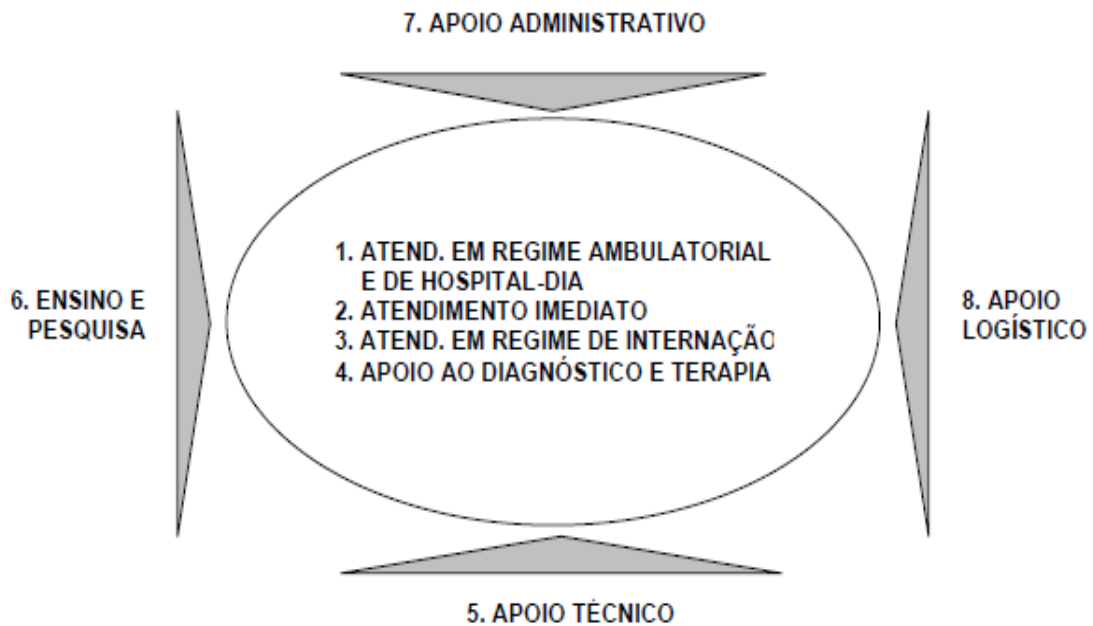 7. APOIO ADMINISTRATIVO
1. ATEND. EM REGIME AMBULATORIAL
E DE HOSPITAL-DIA
2. ATENDIMENTO IMEDIATO
3. ATEND. EM REGIME DE INTERNAÇÃO
4. APOIO AO DIAGNÓSTICO E TERAPIA
6. ENSINO E
PESQUISA
8. APOIO
LOGÍSTICO
5. APOIO TÉCNICO